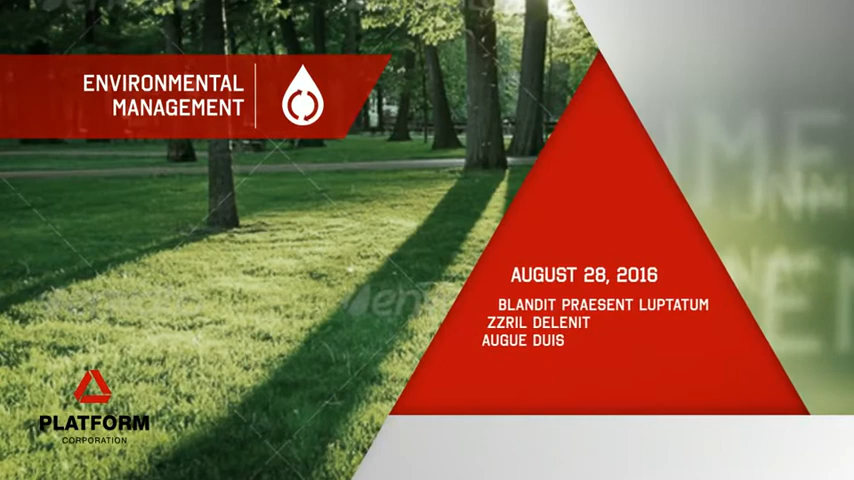 ENVIRONMENTAL
MANAGEMENT
AUGUST 28, 2016
BLANDIT PRAESENT LUPTATUM
ZZRIL DELENIT
AUGUE DUIS
PLATFORM
CORPORATION